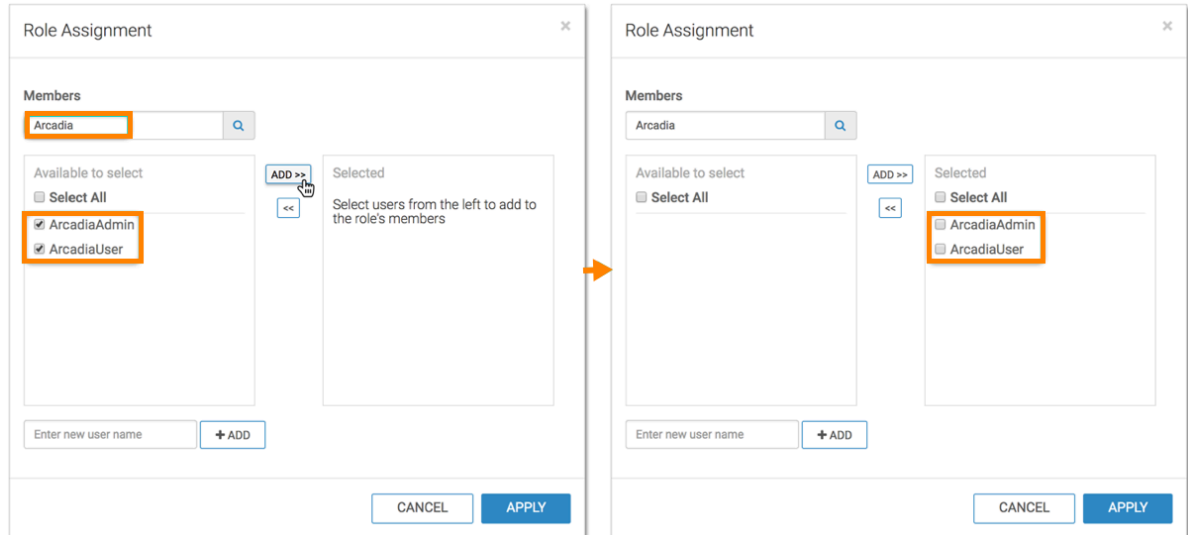 Role Assignment
×
Members
Arcadia
Available to select
Select All
ArcadiaAdmin
ArcadiaUser
ADD >>
<<
Selected
Select users from the left to add to
the role's members
Enter new user name
+ ADD
CANCEL
APPLY
Role Assignment
×
Members
Arcadia
Available to select
Select All
ADD >>
<<
Selected
Select All
ArcadiaAdmin
ArcadiaUser
Enter new user name
+ ADD
CANCEL
APPLY